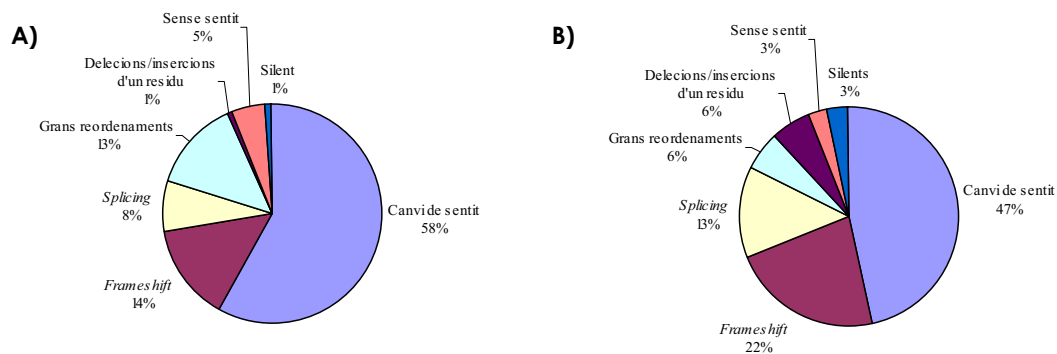 A)
Sense sentit
5%
Delecions/insercions
d'un residu
1%
Silent
1%
Grans reordenaments
13%
Splicing
8%
Frameshift
14%
Canvi de sentit
58%
B)
Sense sentit
3%
Delecions/insercions
d'un residu
6%
Silents
3%
Grans reordenaments
6%
Splicing
13%
Frameshift
22%
Canvi de sentit
47%